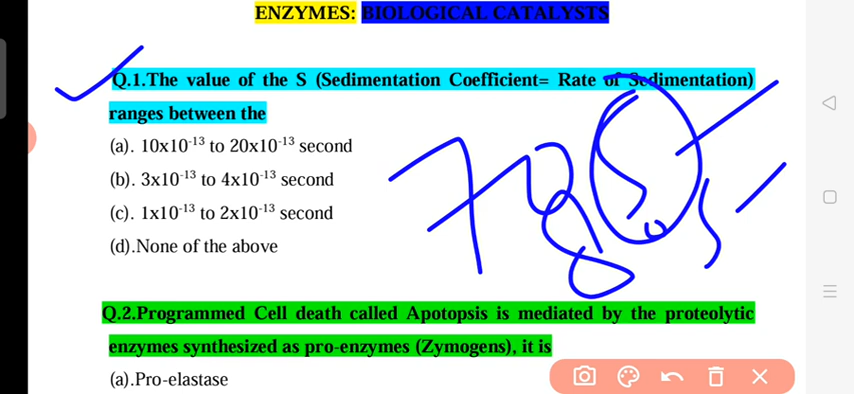 ENZYMES: BIOLOGICAL CATALYSTS
Q.1.The value of the S (Sedimentation Coefficient= Rate of Sedimentation)
ranges between the
(a). 10x10⁻¹³ to 20x10⁻¹³ second
(b). 3x10⁻¹³ to 4x10⁻¹³ second
(c). 1x10⁻¹³ to 2x10⁻¹³ second
(d).None of the above
Q.2.Programmed Cell death called Apotopsis is mediated by the proteolytic
enzymes synthesized as pro-enzymes (Zymogens), it is
(a).Pro-elastase